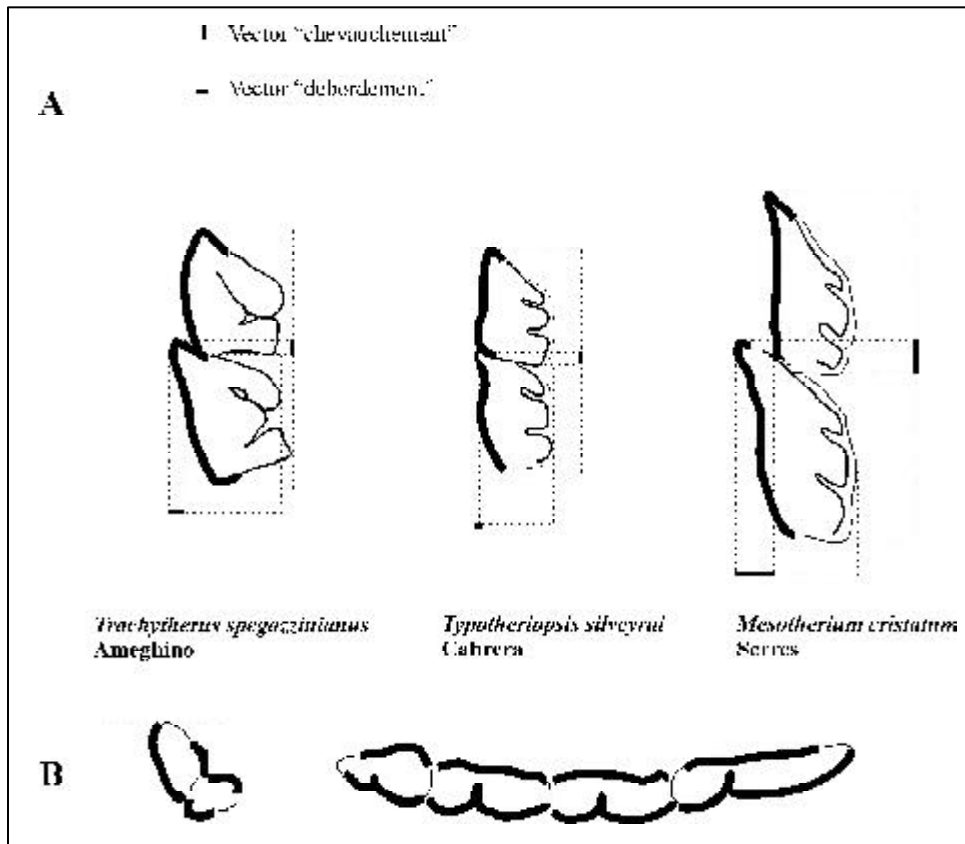 Vector "chevauchement"
Vector "debordement"
A
Trachytherus spegazzinianus
Ameghino
Typotheriopsis silveyrai
Cabrera
Mesotherium cristatum
Serres
B